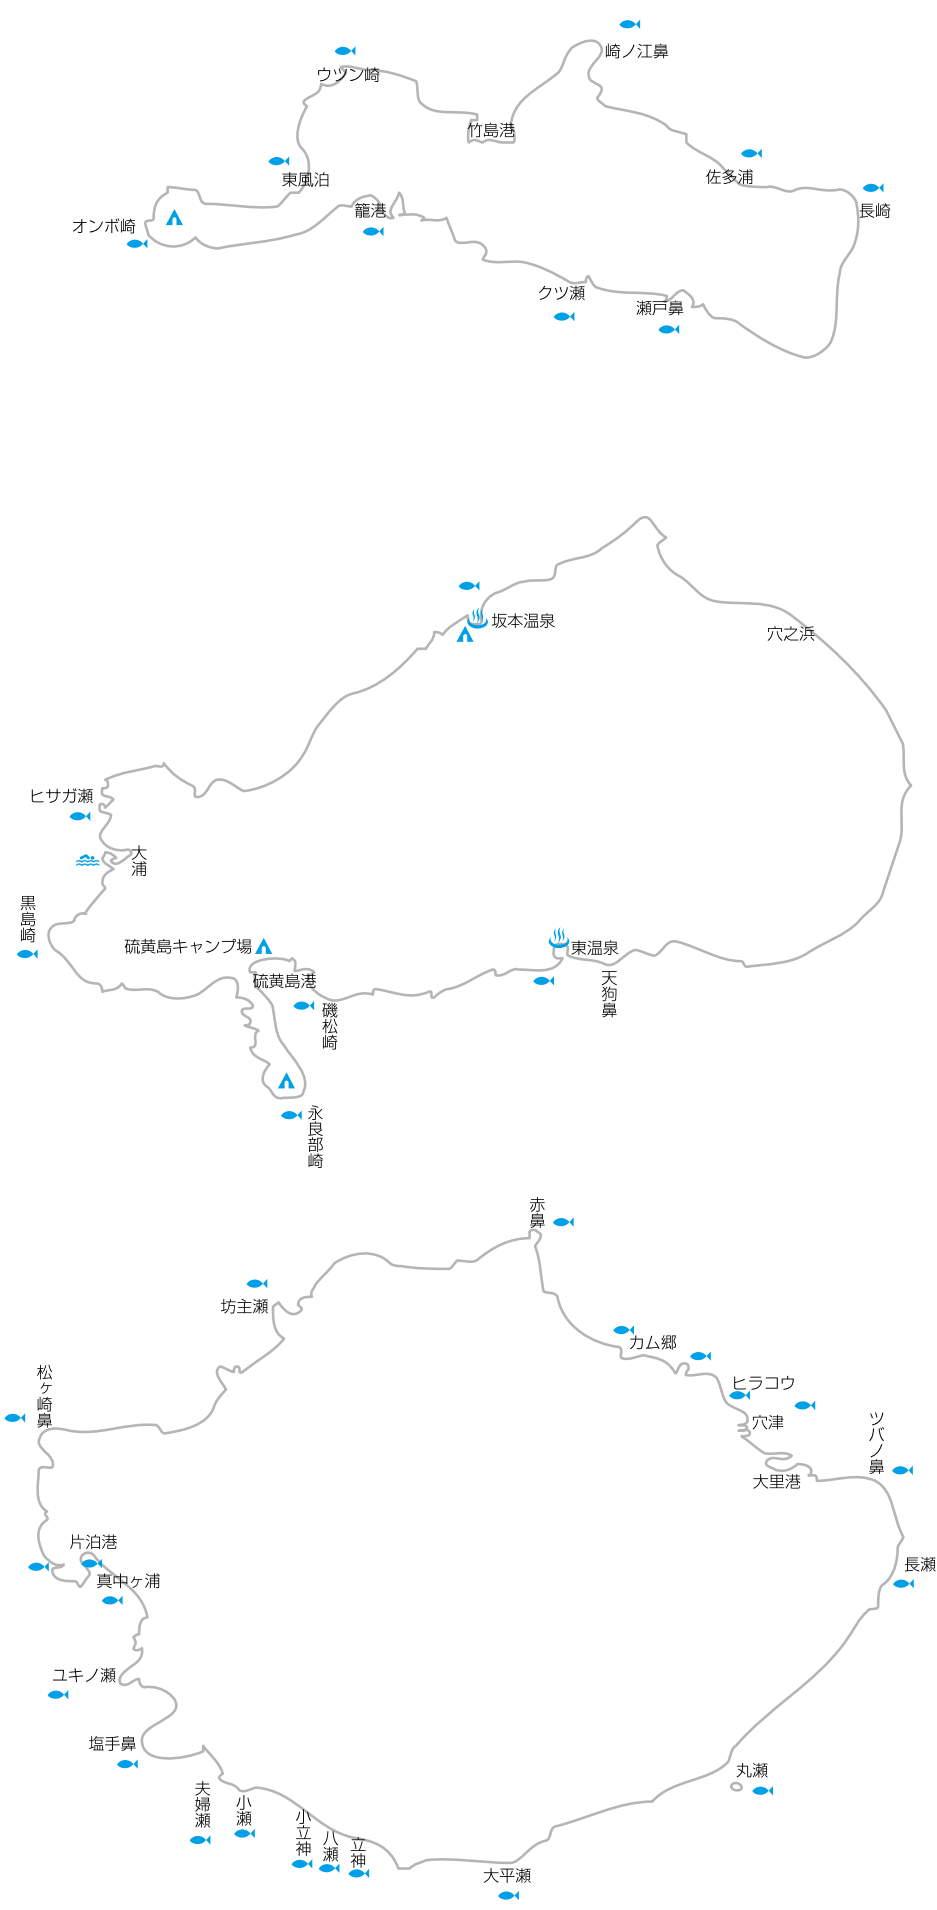 崎ノ江鼻
ウツン崎
竹島港
佐多浦
東風泊
長崎
籠港
オンボ崎
クツ瀬
瀬戸鼻
坂本温泉
穴之浜
ヒサガ瀬
大浦
黒島崎
硫黄島キャンプ場
東温泉
硫黄島港
天狗鼻
磯松崎
永良部崎
赤鼻
坊主瀬
カム郷
松ヶ崎鼻
ヒラコウ
穴津
ツバノ鼻
大里港
片泊港
長瀬
真中ヶ浦
ユキノ瀬
塩手鼻
丸瀬
夫婦瀬
小瀬
小立神
八瀬
立神
大平瀬